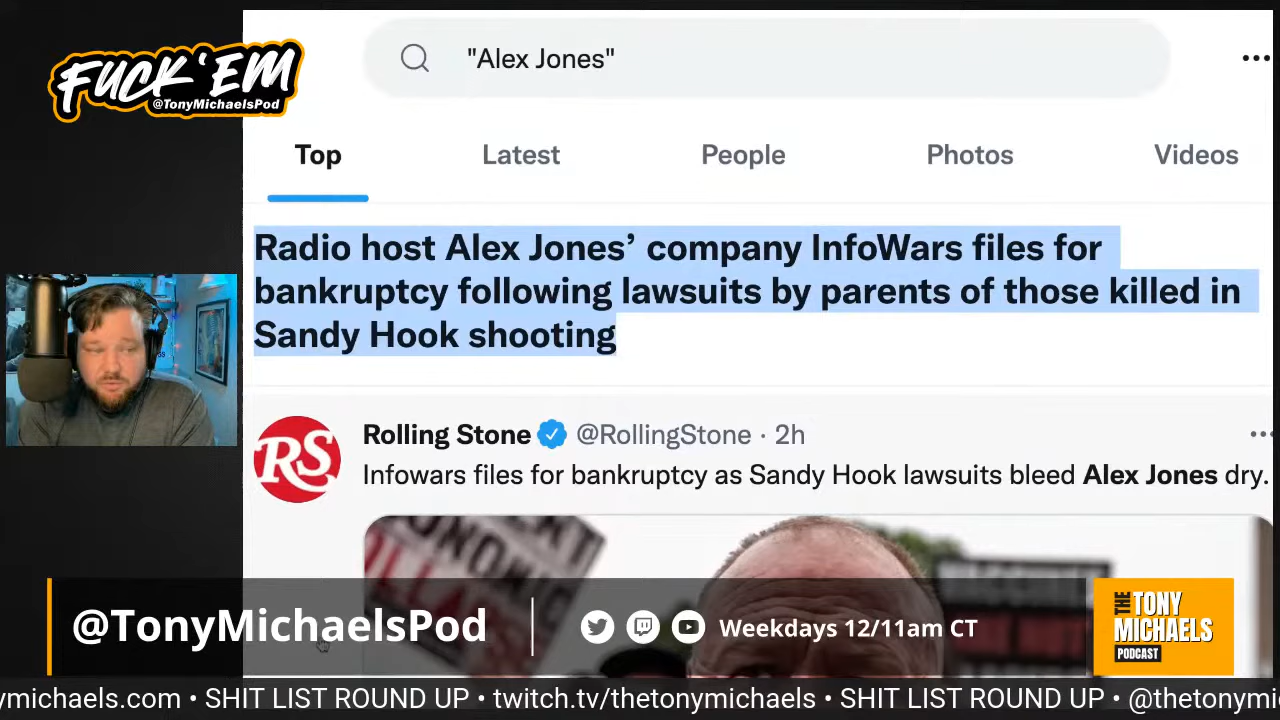 FUCK'EM
@TonyMichaelsPod
"Alex Jones"
Top
Latest
People
Photos
Videos
Radio host Alex Jones’ company InfoWars files for
bankruptcy following lawsuits by parents of those killed in
Sandy Hook shooting
RS
Rolling Stone @RollingStone · 2h
Infowars files for bankruptcy as Sandy Hook lawsuits bleed Alex Jones dry.
@TonyMichaelsPod
Weekdays 12/11am CT
THE
TONY
MICHAELS
PODCAST
ymichaels.com • SHIT LIST ROUND UP • twitch.tv/thetonymichaels • SHIT LIST ROUND UP • @thetonymi